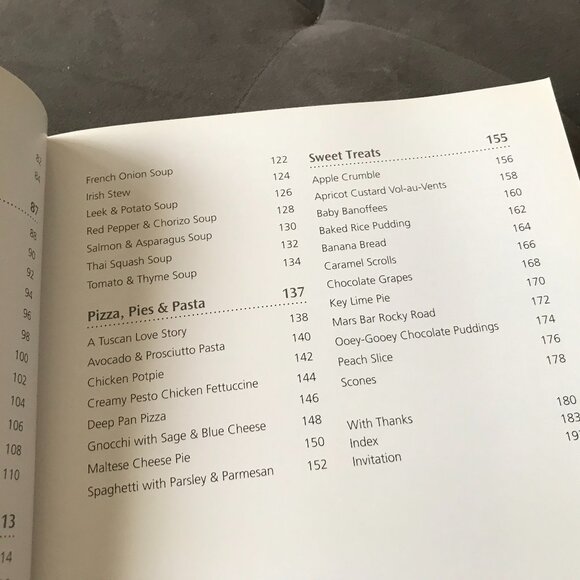 82
84
87
88
90
92
94
96
98
100
102
104
106
108
110
13
14
French Onion Soup 122
Irish Stew 124
Leek & Potato Soup 126
Red Pepper & Chorizo Soup 128
Salmon & Asparagus Soup 130
Thai Squash Soup 132
Tomato & Thyme Soup 134
Pizza, Pies & Pasta 137
A Tuscan Love Story 138
Avocado & Prosciutto Pasta 140
Chicken Potpie 142
Creamy Pesto Chicken Fettuccine 144
Deep Pan Pizza 146
Gnocchi with Sage & Blue Cheese 148
Maltese Cheese Pie 150
Spaghetti with Parsley & Parmesan 152
Sweet Treats 155
Apple Crumble 156
Apricot Custard Vol-au-Vents 158
Baby Banoffees 160
Baked Rice Pudding 162
Banana Bread 164
Caramel Scrolls 166
Chocolate Grapes 168
Key Lime Pie 170
Mars Bar Rocky Road 172
Ooey-Gooey Chocolate Puddings 174
Peach Slice 176
Scones 178
With Thanks 180
Index 183
Invitation